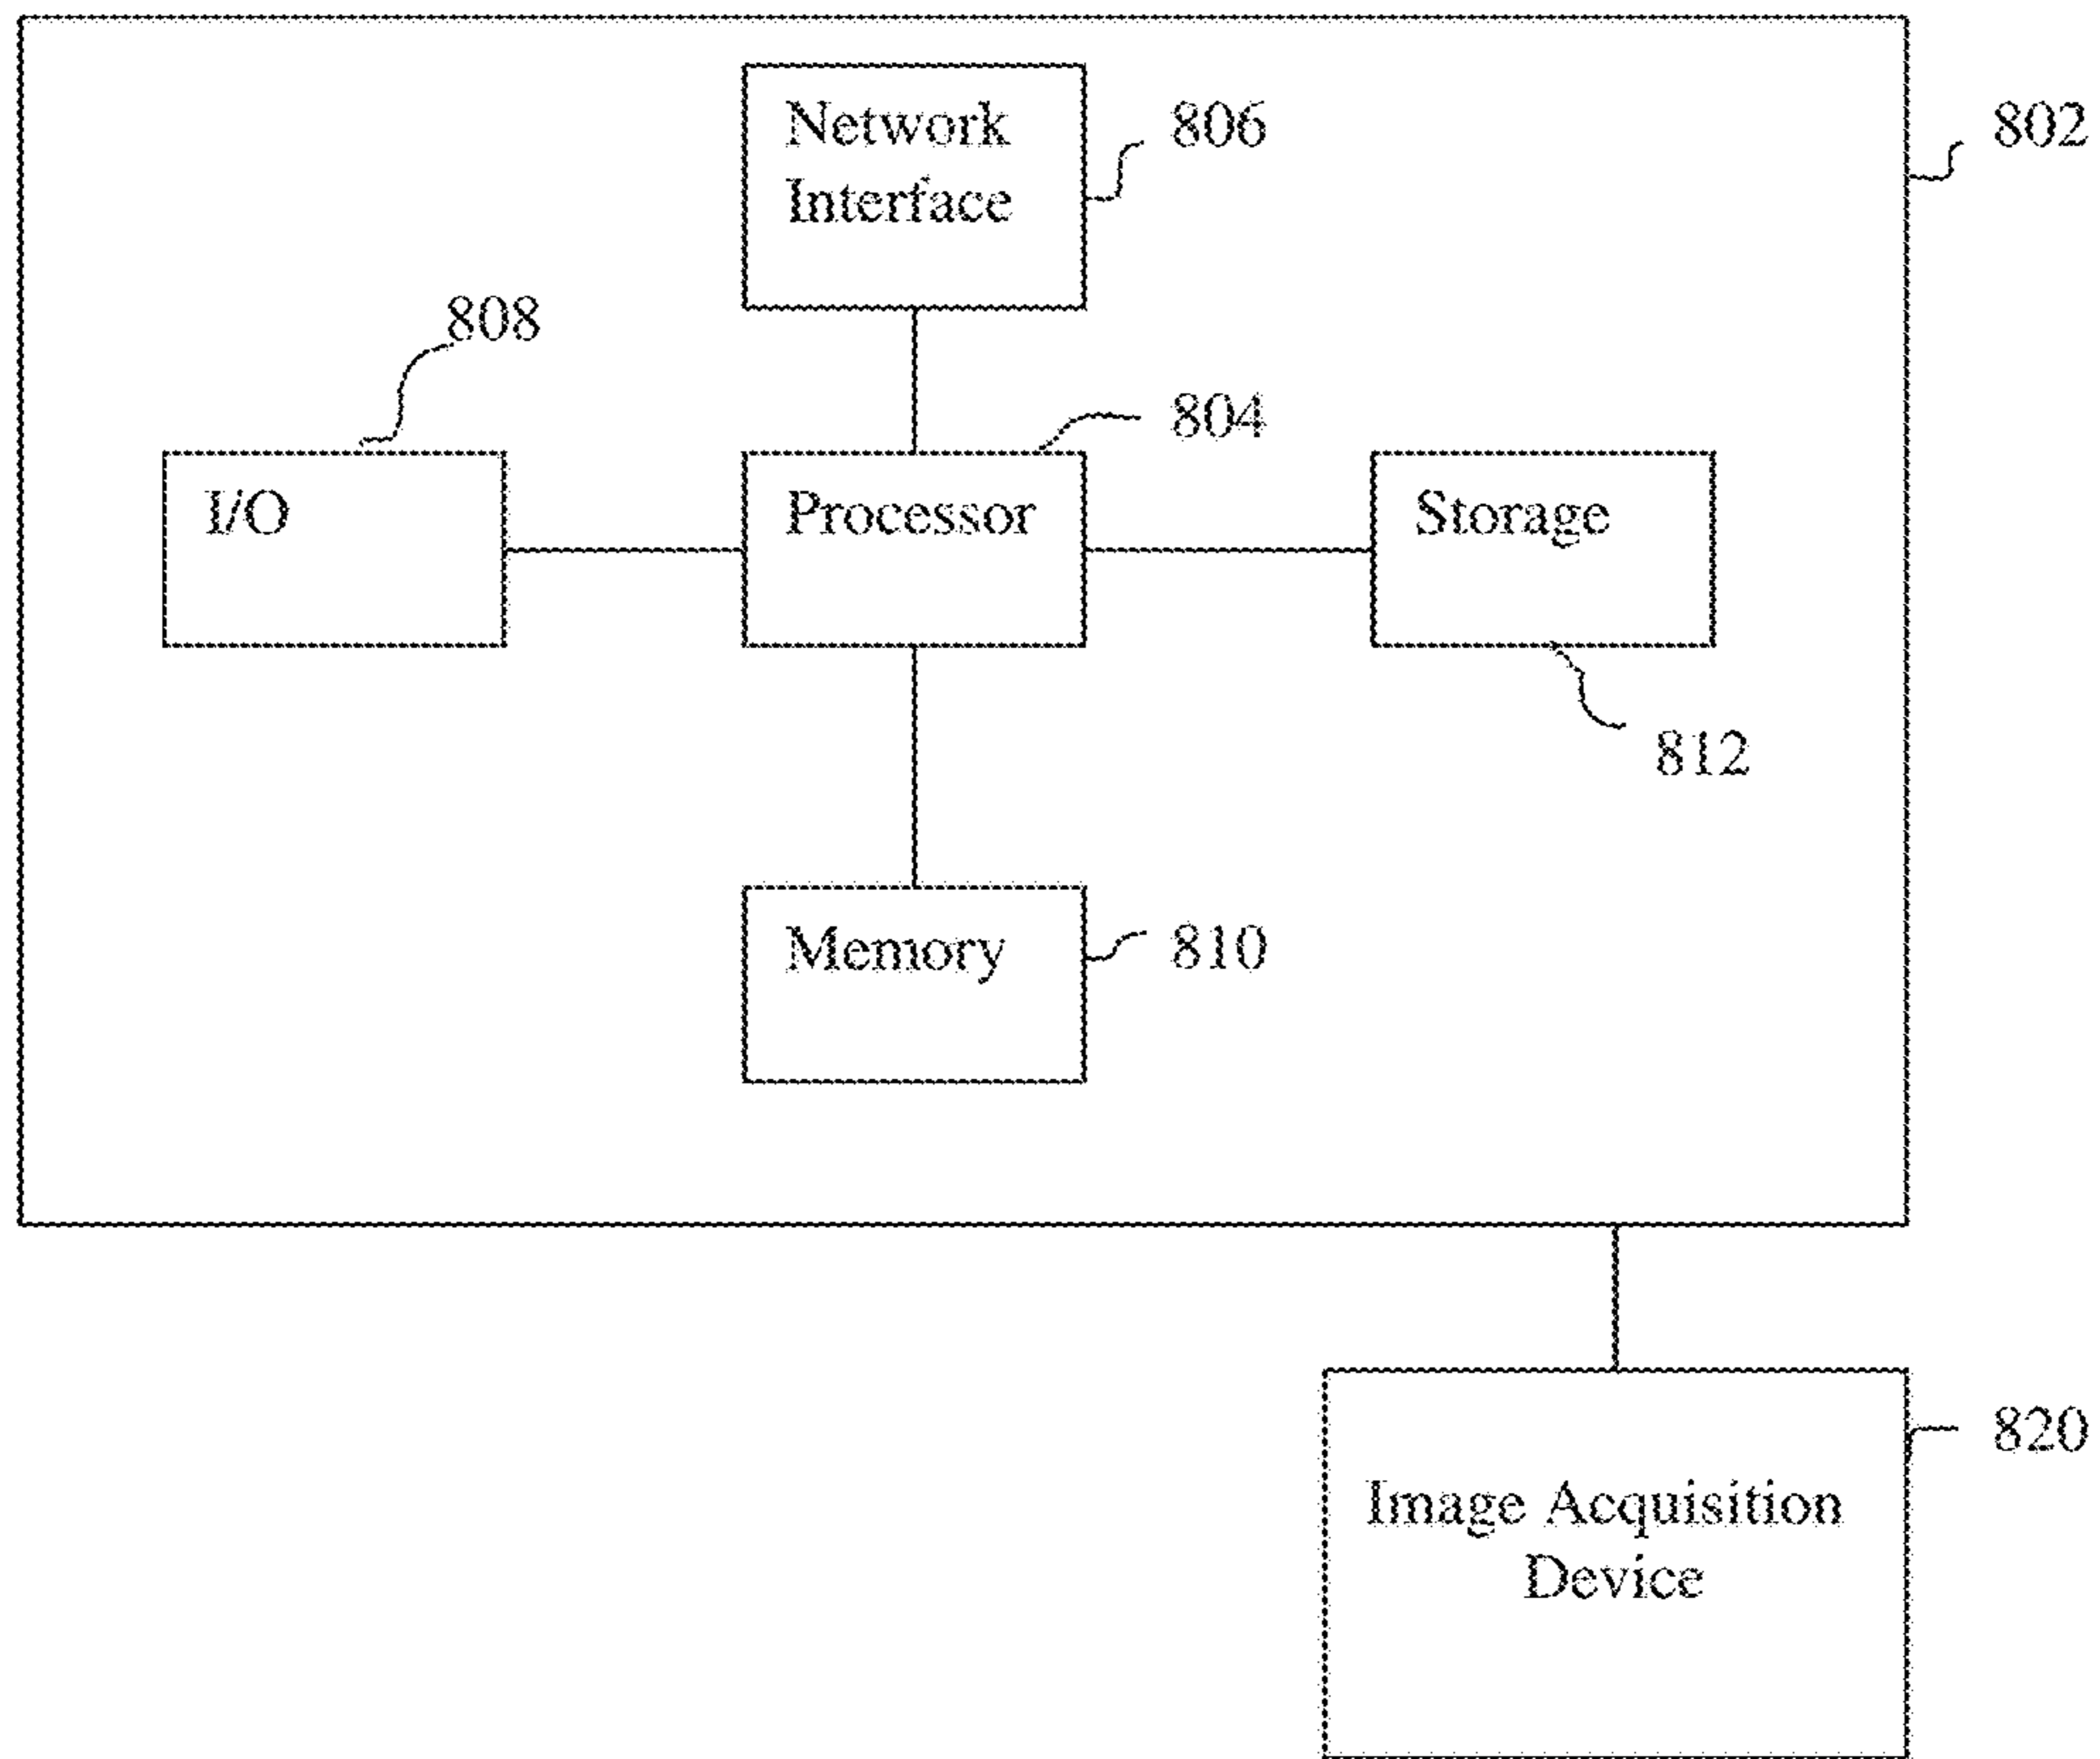 Network
Interface
806
802
808
804
I/O
Processor
Storage
812
Memory
810
820
Image Acquisition
Device